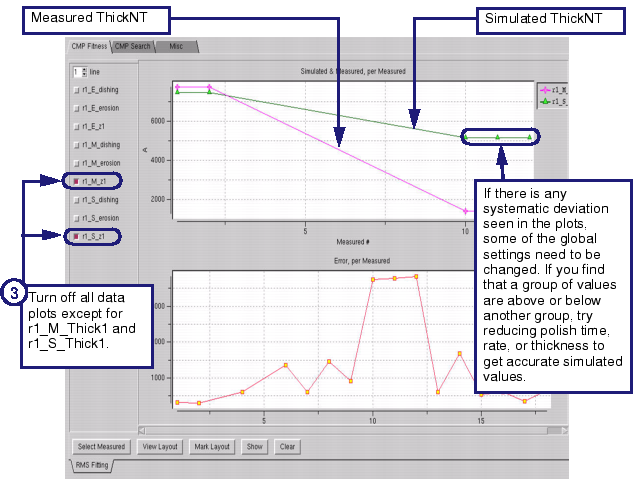 Measured ThickNT
Simulated ThickNT
CMP Fitness
CMP Search
Misc
1 line
r1_E_dishing
r1_E_erosion
r1_E_z1
r1_M_dishing
r1_M_erosion
r1_M_z1
r1_S_dishing
r1_S_erosion
r1_S_z1
Simulated & Measured, per Measured
r1_M
r1_S
6000
4000
2000
A
5
10
Measured #
If there is any
systematic deviation
seen in the plots,
some of the global
settings need to be
changed. If you find
that a group of values
are above or below
another group, try
reducing polish time,
rate, or thickness to
get accurate simulated
values.
3
Turn off all data
plots except for
r1_M_Thick1 and
r1_S_Thick1.
Error, per Measured
1000
5
10
15
Select Measured
View Layout
Mark Layout
Show
Clear
RMS Fitting